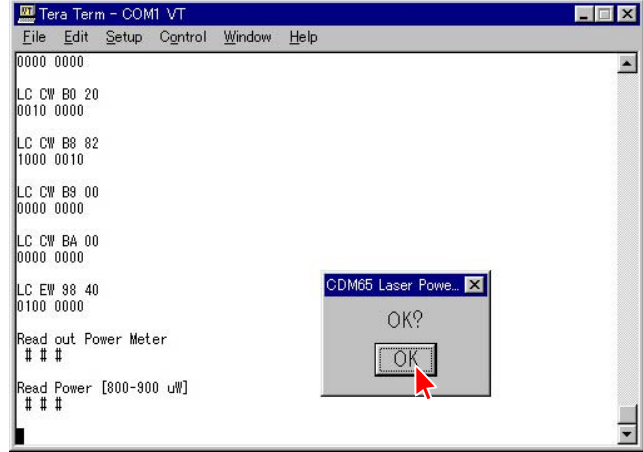 Tera Term - COM1 VT
File Edit Setup Control Window Help
0000 0000
LC CW B0 20
0010 0000
LC CW B8 82
1000 0010
LC CW B9 00
0000 0000
LC CW BA 00
0000 0000
LC EW 98 40
0100 0000
Read out Power Meter
# # #
Read Power [800-900 uW]
# # #
CDM65 Laser Powe...
OK?
OK